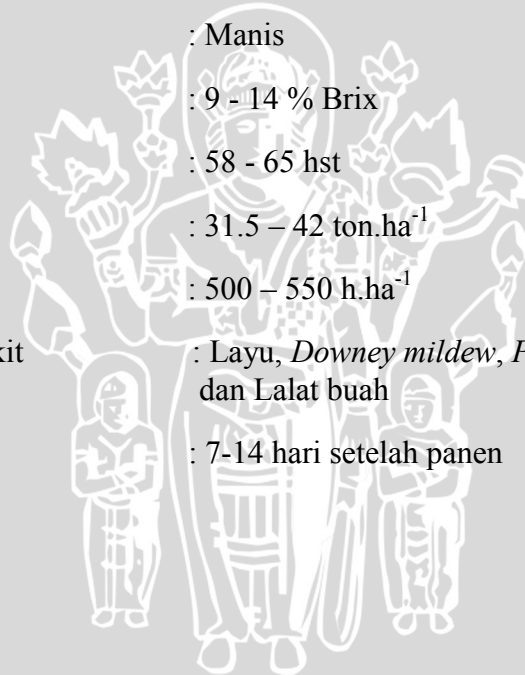 : Manis
: 9 - 14 % Brix
: 58 - 65 hst
: 31.5 – 42 ton.ha⁻¹
: 500 – 550 h.ha⁻¹
: Layu, Downey mildew,
dan Lalat buah
: 7-14 hari setelah panen